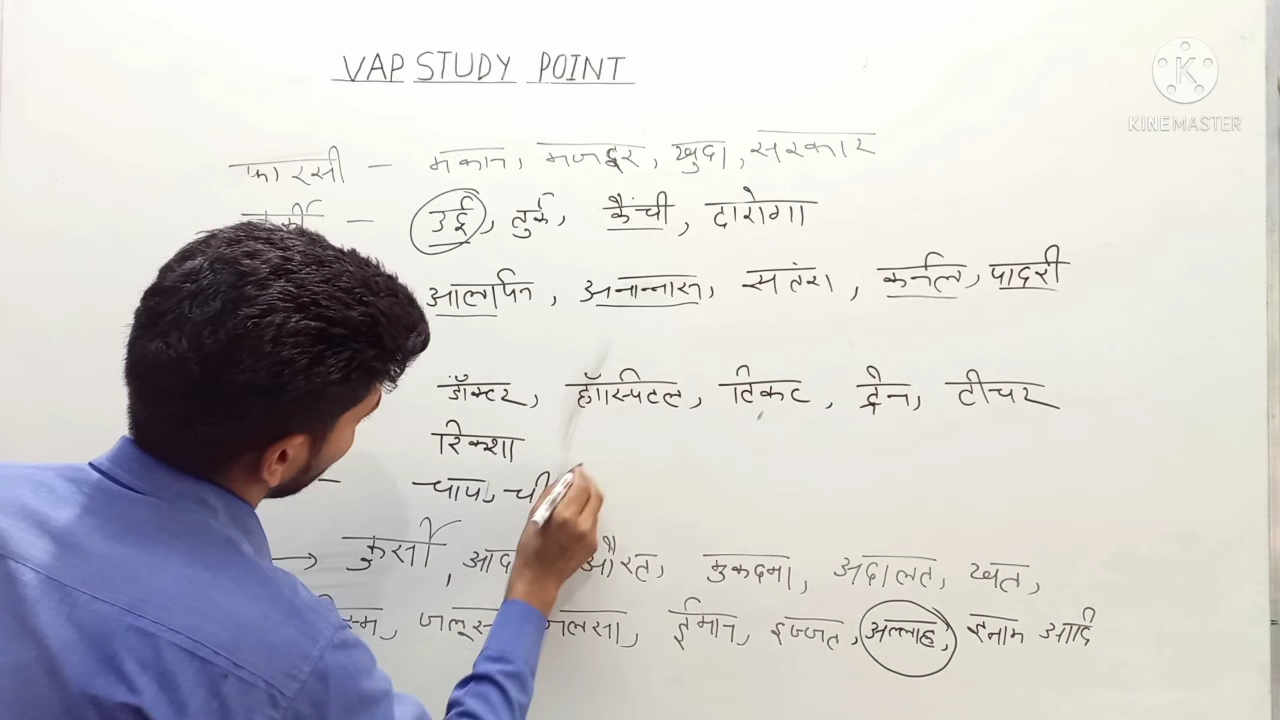 VAP STUDY POINT
KINEMASTER
फारसी - मकान, मजदूर, खुदा, सरकार
- उर्दू, तुर्क, कैंची, दारोगा
आलपिन, अनान्नास, संतरा, कर्नल, पादरी
डॉक्टर, हॉस्पिटल, टिकट, ट्रेन, टीचर
रिक्शा
- चाय, ची
→ कुर्सी, औरत, मुकदमा, अदालत, खत,
जलसा, ईमान, इज्जत, अल्लाह, इनाम आदि